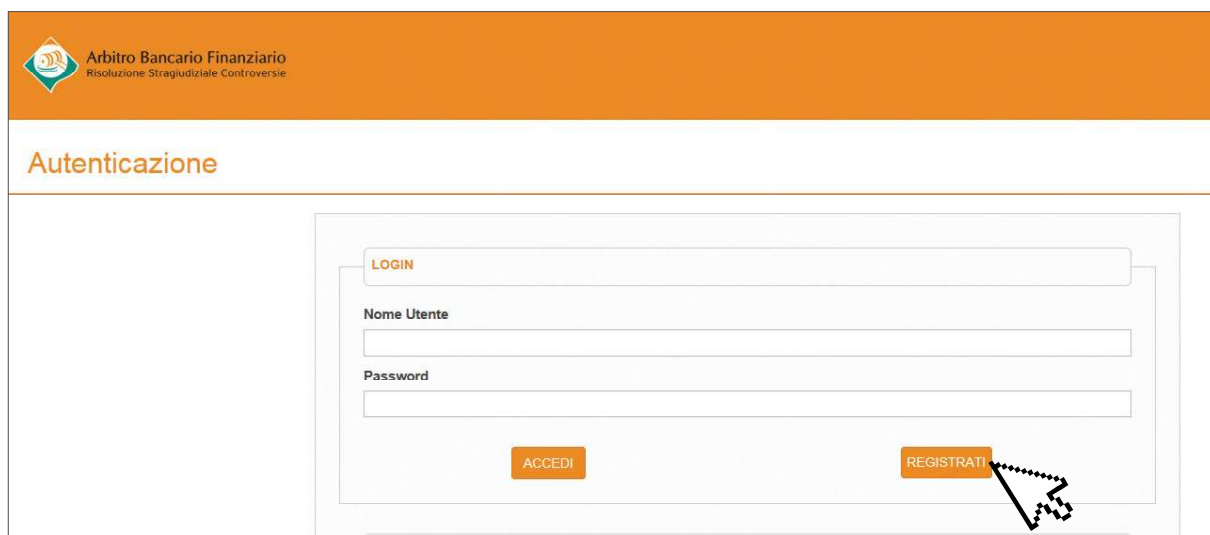 Arbitro Bancario Finanziario
Risoluzione Stragiudiziale Controversie
Autenticazione
LOGIN
Nome Utente
Password
ACCEDI
REGISTRATI